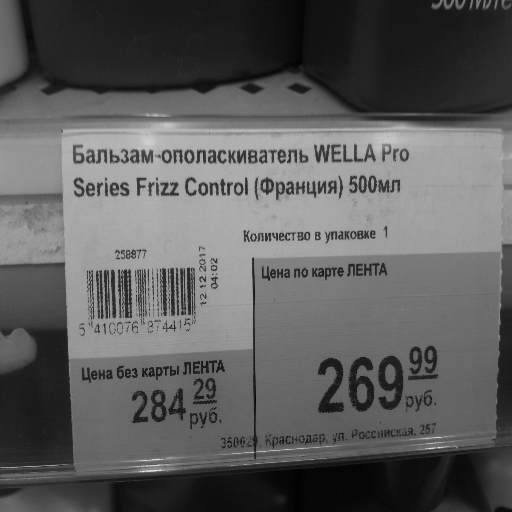 500мл
Бальзам-ополаскиватель WELLA Pro
Series Frizz Control (Франция) 500мл
Количество в упаковке 1
258877
12.12.2017
04:02
5 410076 874415
Цена по карте ЛЕНТА
269 99
руб.
Цена без карты ЛЕНТА
284 29
руб.
Краснодар, ул. Российская, 257